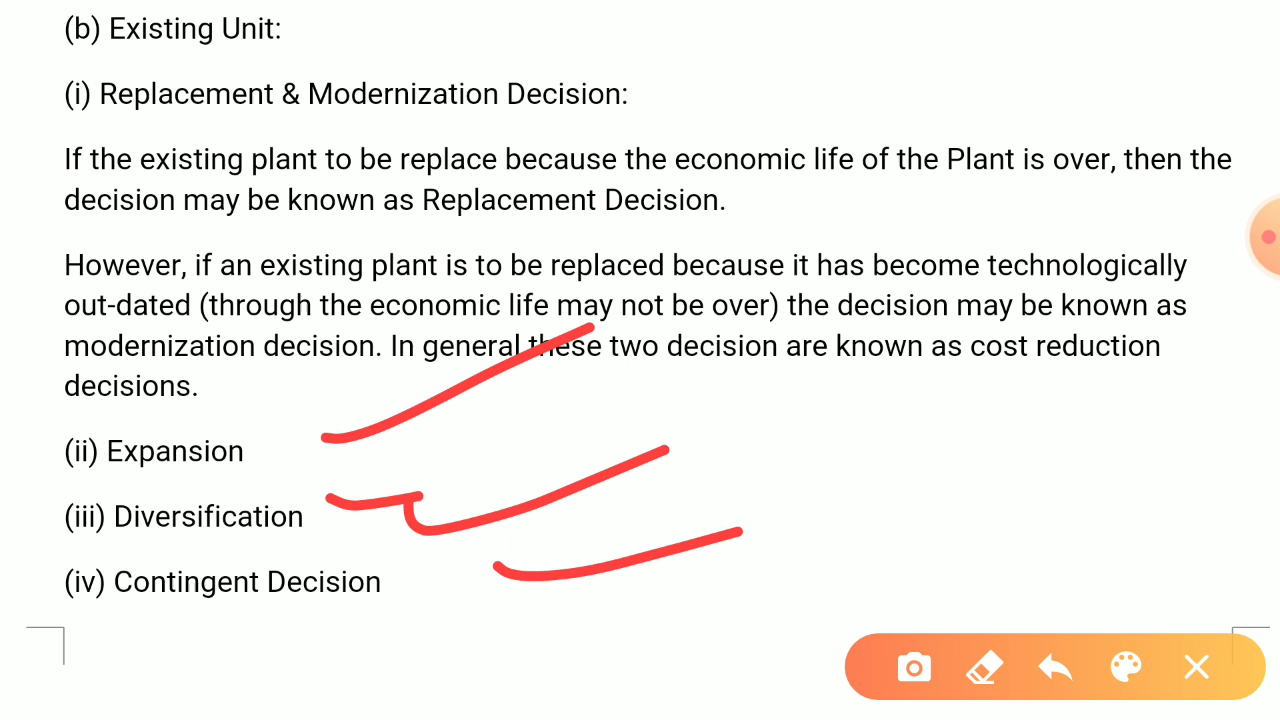 (b) Existing Unit:
(i) Replacement & Modernization Decision:
If the existing plant to be replace because the economic life of the Plant is over, then the
decision may be known as Replacement Decision.
However, if an existing plant is to be replaced because it has become technologically
out-dated (through the economic life may not be over) the decision may be known as
modernization decision. In general these two decision are known as cost reduction
decisions.
(ii) Expansion
(iii) Diversification
(iv) Contingent Decision